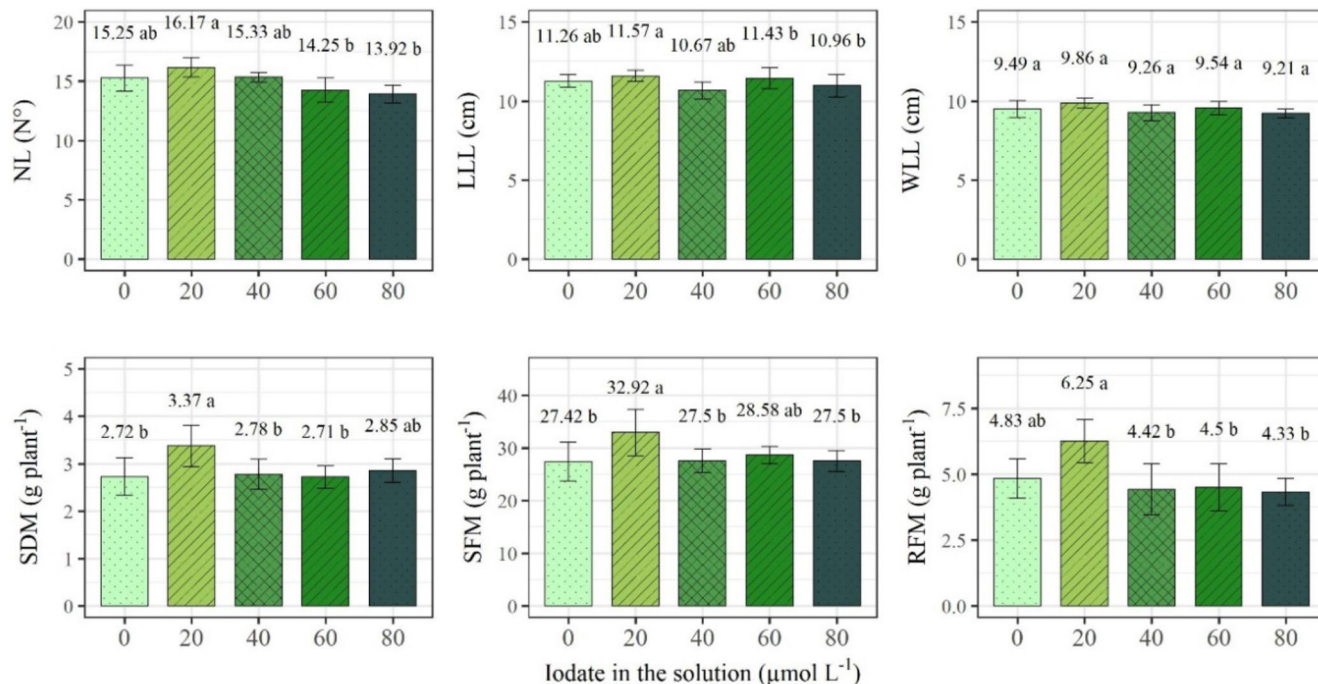 NL (N°)
20
15
10
5
0
15.25 ab
16.17 a
15.33 ab
14.25 b
13.92 b
0 20 40 60 80
LLL (cm)
15
10
5
0
11.26 ab
11.57 a
10.67 ab
11.43 b
10.96 b
0 20 40 60 80
WLL (cm)
15
10
5
0
9.49 a
9.86 a
9.26 a
9.54 a
9.21 a
0 20 40 60 80
SDM (g plant⁻¹)
5
4
3
2
1
0
2.72 b
3.37 a
2.78 b
2.71 b
2.85 ab
0 20 40 60 80
SFM (g plant⁻¹)
40
30
20
10
0
27.42 b
32.92 a
27.5 b
28.58 ab
27.5 b
0 20 40 60 80
RFM (g plant⁻¹)
7.5
5.0
2.5
0.0
4.83 ab
6.25 a
4.42 b
4.5 b
4.33 b
0 20 40 60 80
Iodate in the solution (µmol L⁻¹)